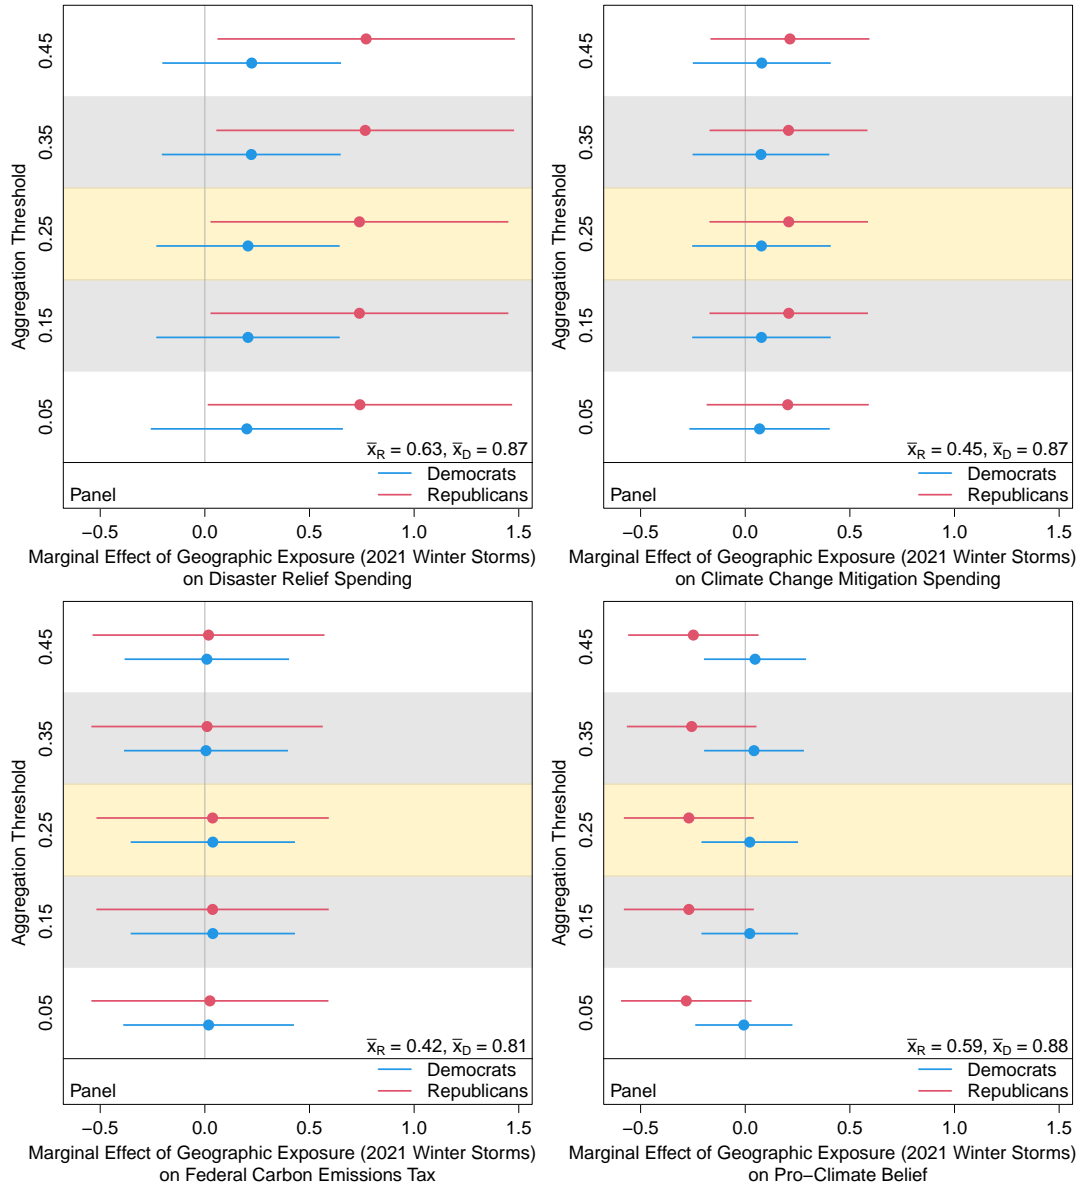 Aggregation Threshold
0.45
0.35
0.25
0.15
0.05
x̅R = 0.63, x̅D = 0.87
Panel
Democrats
Republicans
−0.5 0.0 0.5 1.0 1.5
Marginal Effect of Geographic Exposure (2021 Winter Storms)
on Disaster Relief Spending
Aggregation Threshold
0.45
0.35
0.25
0.15
0.05
x̅R = 0.45, x̅D = 0.87
Panel
Democrats
Republicans
−0.5 0.0 0.5 1.0 1.5
Marginal Effect of Geographic Exposure (2021 Winter Storms)
on Climate Change Mitigation Spending
Aggregation Threshold
0.45
0.35
0.25
0.15
0.05
x̅R = 0.42, x̅D = 0.81
Panel
Democrats
Republicans
−0.5 0.0 0.5 1.0 1.5
Marginal Effect of Geographic Exposure (2021 Winter Storms)
on Federal Carbon Emissions Tax
Aggregation Threshold
0.45
0.35
0.25
0.15
0.05
x̅R = 0.59, x̅D = 0.88
Panel
Democrats
Republicans
−0.5 0.0 0.5 1.0 1.5
Marginal Effect of Geographic Exposure (2021 Winter Storms)
on Pro−Climate Belief